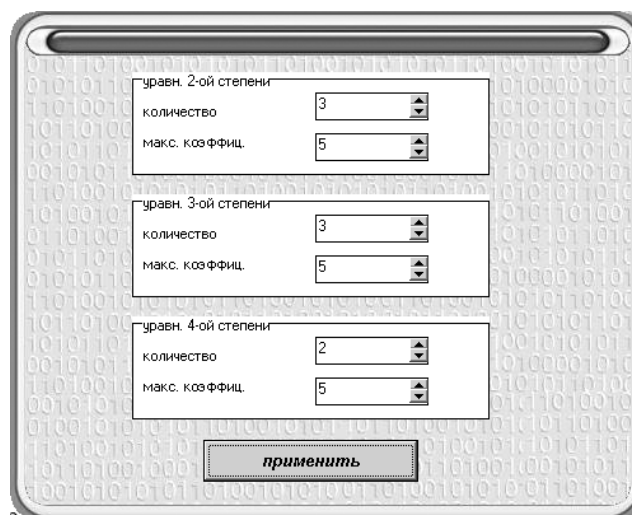 уравн. 2-ой степени
количество 3
макс. коэффиц. 5
уравн. 3-ой степени
количество 3
макс. коэффиц. 5
уравн. 4-ой степени
количество 2
макс. коэффиц. 5
применить